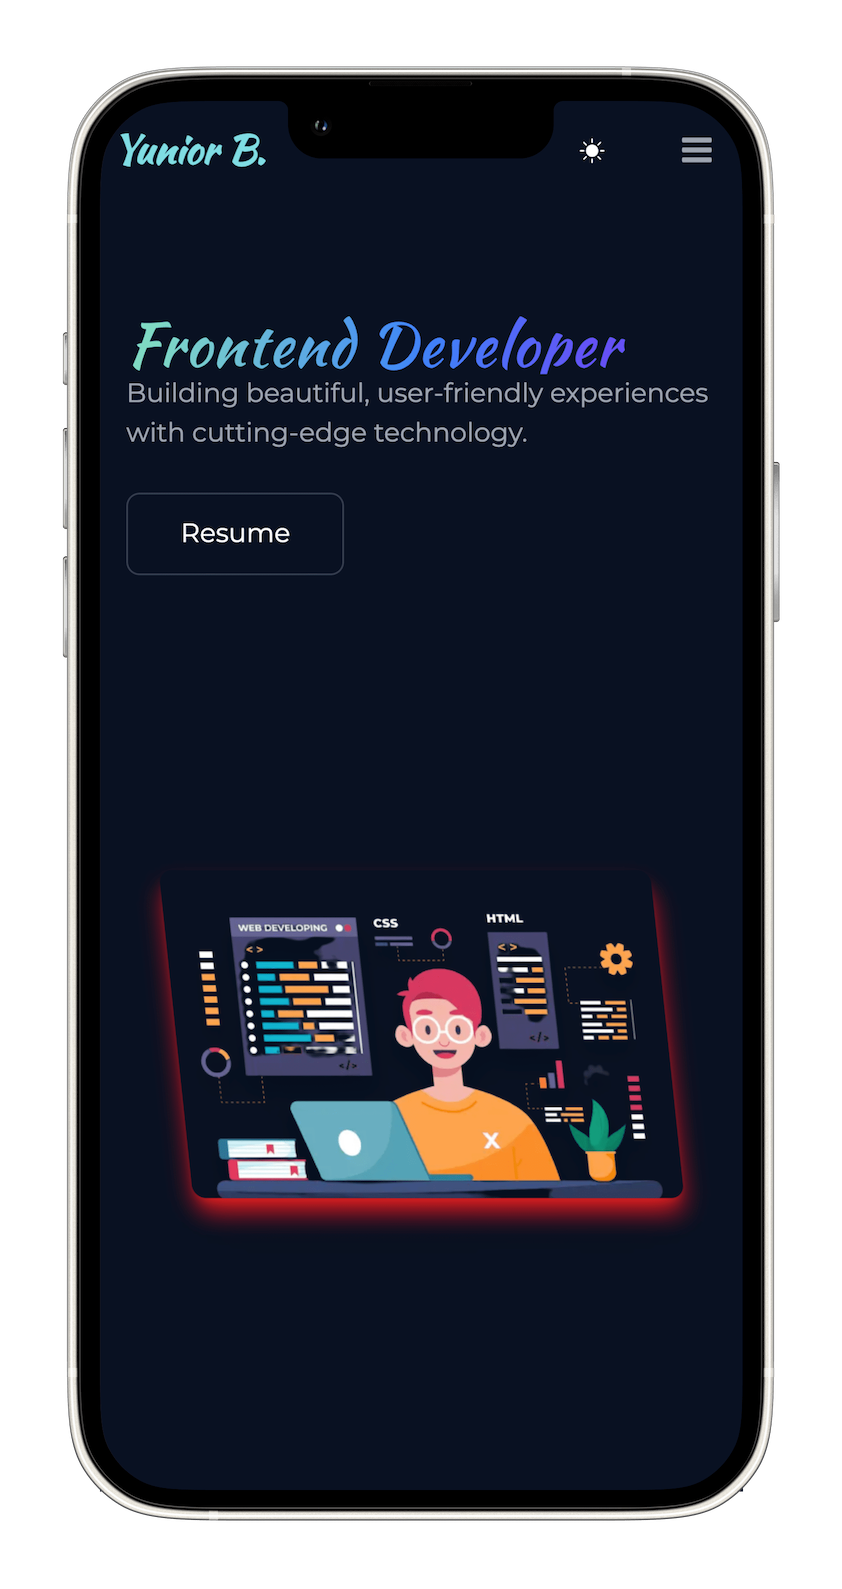 Yunior B.
Frontend Developer
Building beautiful, user-friendly experiences
with cutting-edge technology.
Resume
WEB DEVELOPING
CSS
HTML
< >
< >
</>
</>
X